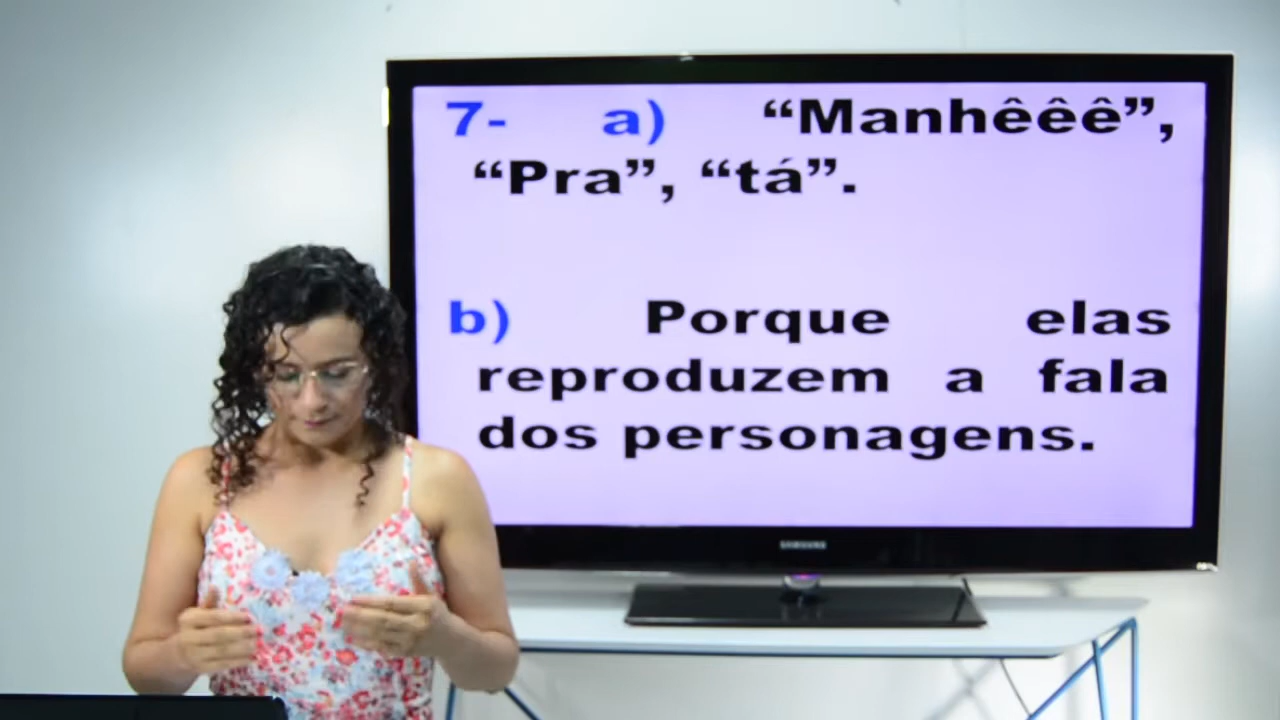 7- a) “Manhêêê”,
“Pra”, “tá”.
b) Porque elas
reproduzem a fala
dos personagens.
SAMSUNG